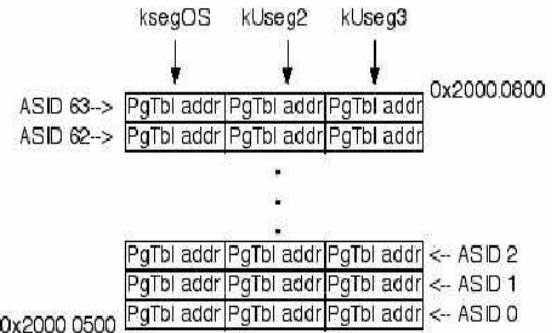 ksegOS kUseg2 kUseg3
0x2000.0800
ASID 63--> PgTbl addr PgTbl addr PgTbl addr
ASID 62--> PgTbl addr PgTbl addr PgTbl addr
PgTbl addr PgTbl addr PgTbl addr <-- ASID 2
PgTbl addr PgTbl addr PgTbl addr <-- ASID 1
PgTbl addr PgTbl addr PgTbl addr <-- ASID 0
0x2000.0500